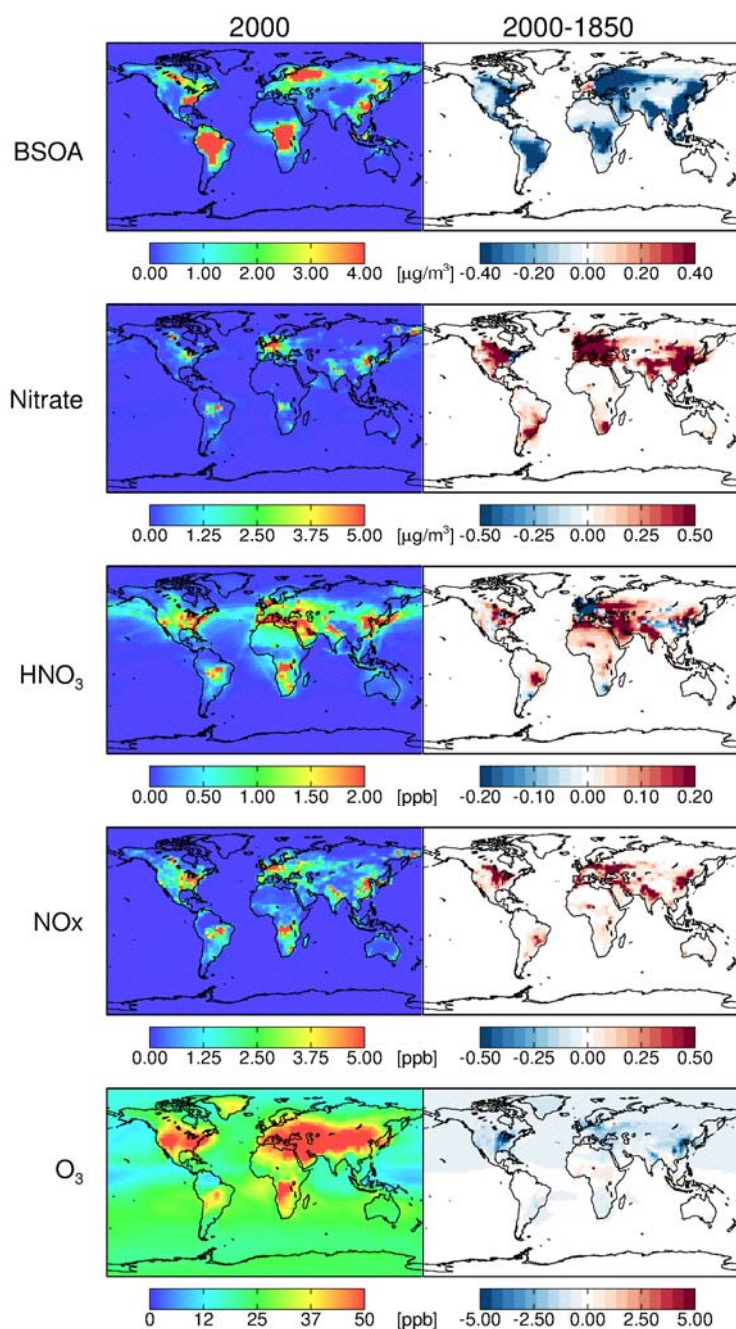 2000 2000-1850
BSOA
0.00 1.00 2.00 3.00 4.00 [μg/m³] -0.40 -0.20 0.00 0.20 0.40
Nitrate
0.00 1.25 2.50 3.75 5.00 [μg/m³] -0.50 -0.25 0.00 0.25 0.50
HNO₃
0.00 0.50 1.00 1.50 2.00 [ppb] -0.20 -0.10 0.00 0.10 0.20
NOx
0.00 1.25 2.50 3.75 5.00 [ppb] -0.50 -0.25 0.00 0.25 0.50
O₃
0 12 25 37 50 [ppb] -5.00 -2.50 0.00 2.50 5.00